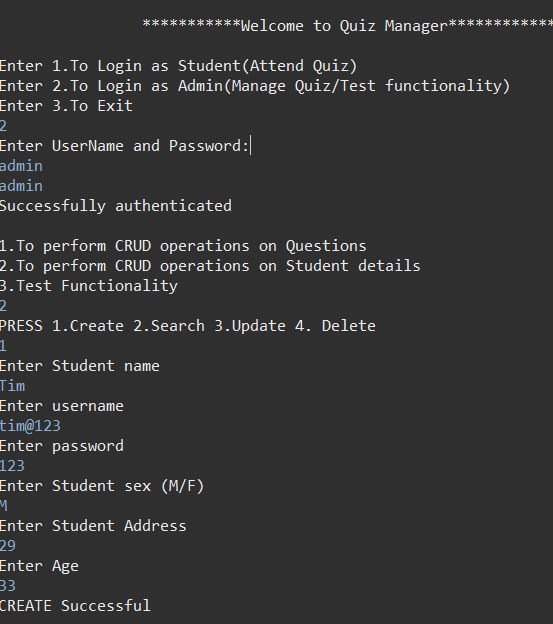 ***********Welcome to Quiz Manager************
Enter 1.To Login as Student(Attend Quiz)
Enter 2.To Login as Admin(Manage Quiz/Test functionality)
Enter 3.To Exit
2
Enter UserName and Password:
admin
admin
Successfully authenticated
1.To perform CRUD operations on Questions
2.To perform CRUD operations on Student details
3.Test Functionality
2
PRESS 1.Create 2.Search 3.Update 4. Delete
1
Enter Student name
Tim
Enter username
tim@123
Enter password
123
Enter Student sex (M/F)
M
Enter Student Address
29
Enter Age
33
CREATE Successful